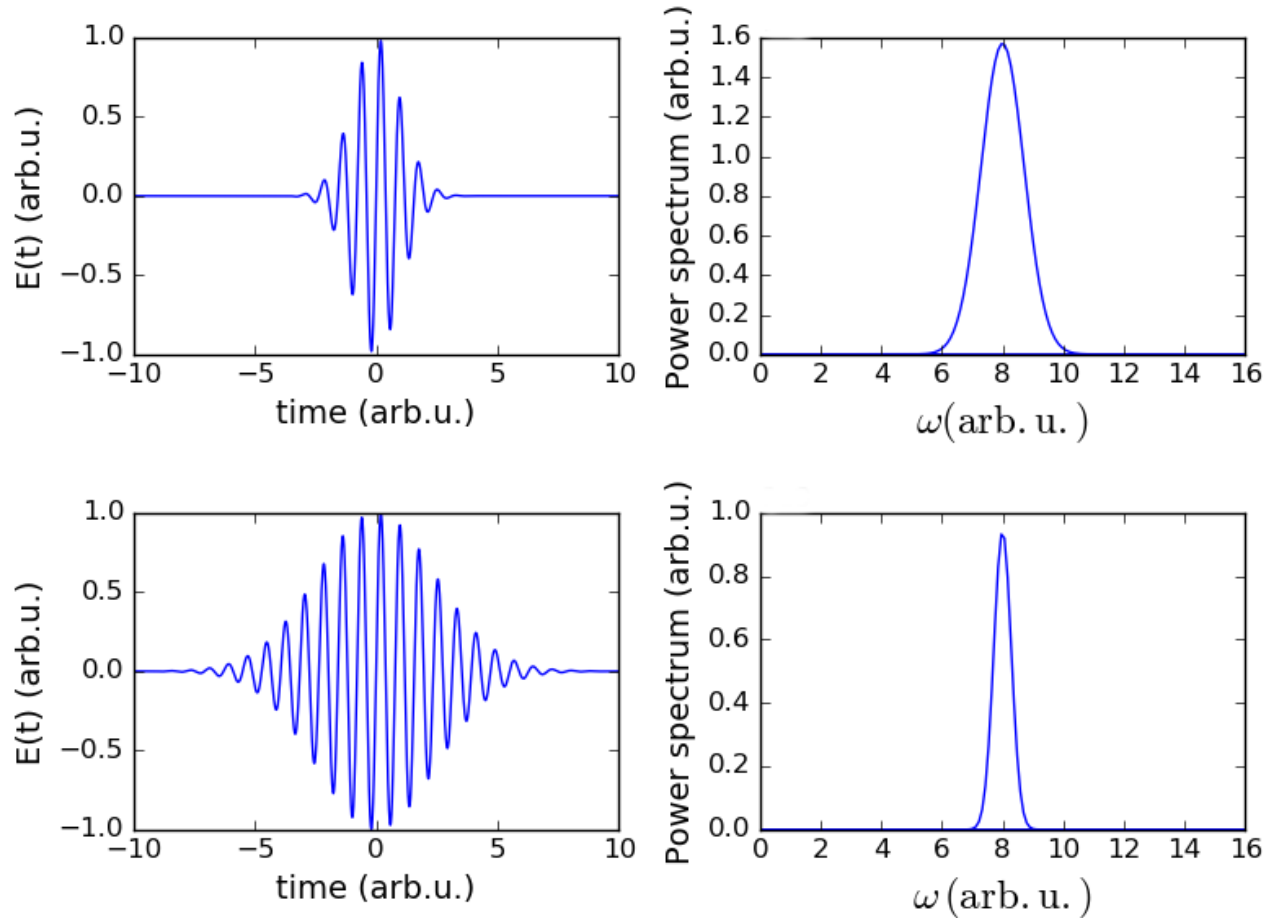 E(t) (arb.u.)
1.0
0.5
0.0
−0.5
−1.0
−10 −5 0 5 10
time (arb.u.)
Power spectrum (arb.u.)
1.6
1.4
1.2
1.0
0.8
0.6
0.4
0.2
0.0
0 2 4 6 8 10 12 14 16
ω(arb. u.)
E(t) (arb.u.)
1.0
0.5
0.0
−0.5
−1.0
−10 −5 0 5 10
time (arb.u.)
Power spectrum (arb.u.)
1.0
0.8
0.6
0.4
0.2
0.0
0 2 4 6 8 10 12 14 16
ω (arb. u.)